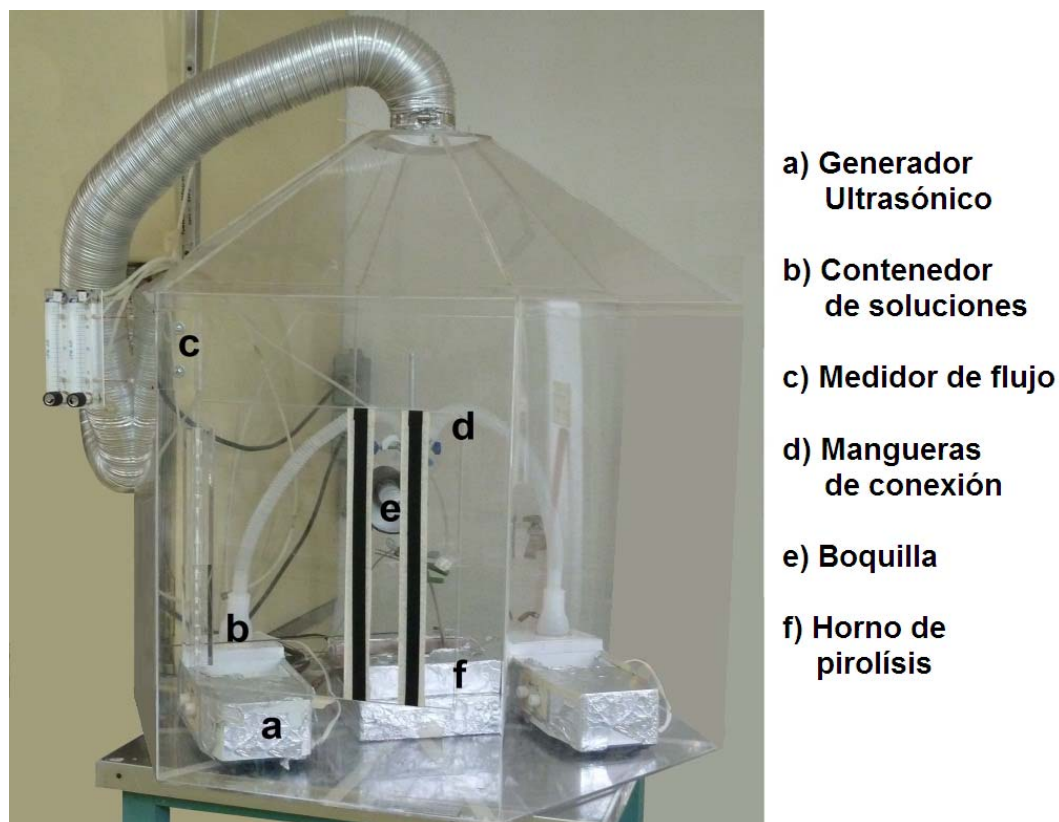 a) Generador
Ultrasónico
b) Contenedor
de soluciones
c) Medidor de flujo
d) Mangueras
de conexión
e) Boquilla
f) Horno de
pirolísis
c
d
e
b
f
a